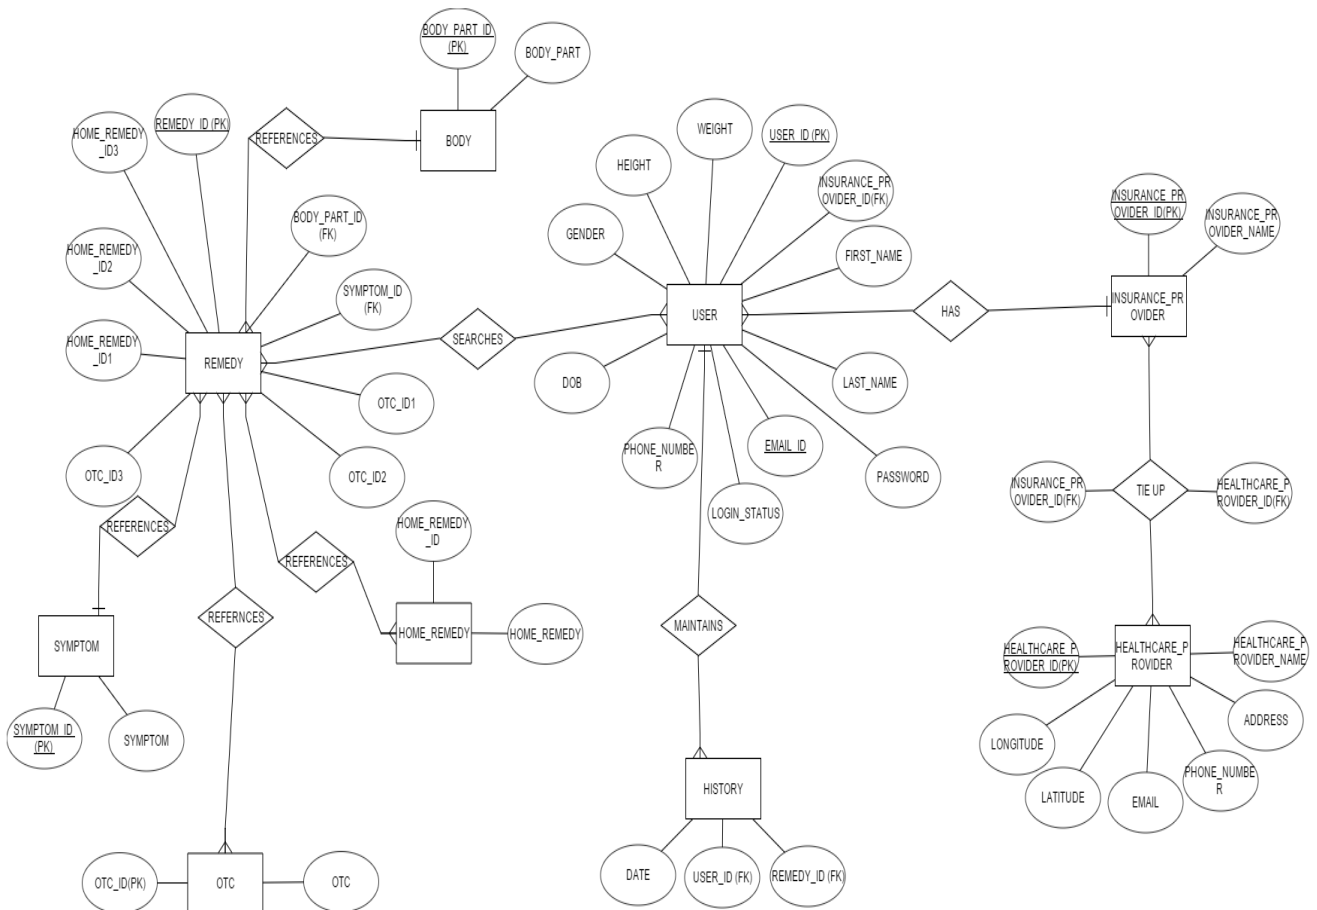 BODY_PART_ID
(PK)
BODY_PART
BODY
REFERENCES
HOME_REMEDY
_ID3
REMEDY_ID (PK)
HOME_REMEDY
_ID2
HOME_REMEDY
_ID1
BODY_PART_ID
(FK)
SYMPTOM_ID
(FK)
REMEDY
OTC_ID1
OTC_ID2
OTC_ID3
SEARCHES
WEIGHT
USER_ID (PK)
HEIGHT
INSURANCE_PR
OVIDER_ID(FK)
GENDER
FIRST_NAME
USER
DOB
LAST_NAME
PHONE_NUMBE
R
EMAIL_ID
PASSWORD
LOGIN_STATUS
HAS
INSURANCE_PR
OVIDER_ID(PK)
INSURANCE_PR
OVIDER_NAME
INSURANCE_PR
OVIDER
INSURANCE_PR
OVIDER_ID(FK)
TIE UP
HEALTHCARE_P
ROVIDER_ID(FK)
REFERENCES
HOME_REMEDY
_ID
REFERENCES
HOME_REMEDY
HOME_REMEDY
REFERNCES
SYMPTOM
SYMPTOM_ID
(PK)
SYMPTOM
MAINTAINS
HEALTHCARE_P
ROVIDER_ID(PK)
HEALTHCARE_P
ROVIDER
HEALTHCARE_P
ROVIDER_NAME
LONGITUDE
LATITUDE
EMAIL
PHONE_NUMBE
R
ADDRESS
HISTORY
DATE
USER_ID (FK)
REMEDY_ID (FK)
OTC_ID(PK)
OTC
OTC